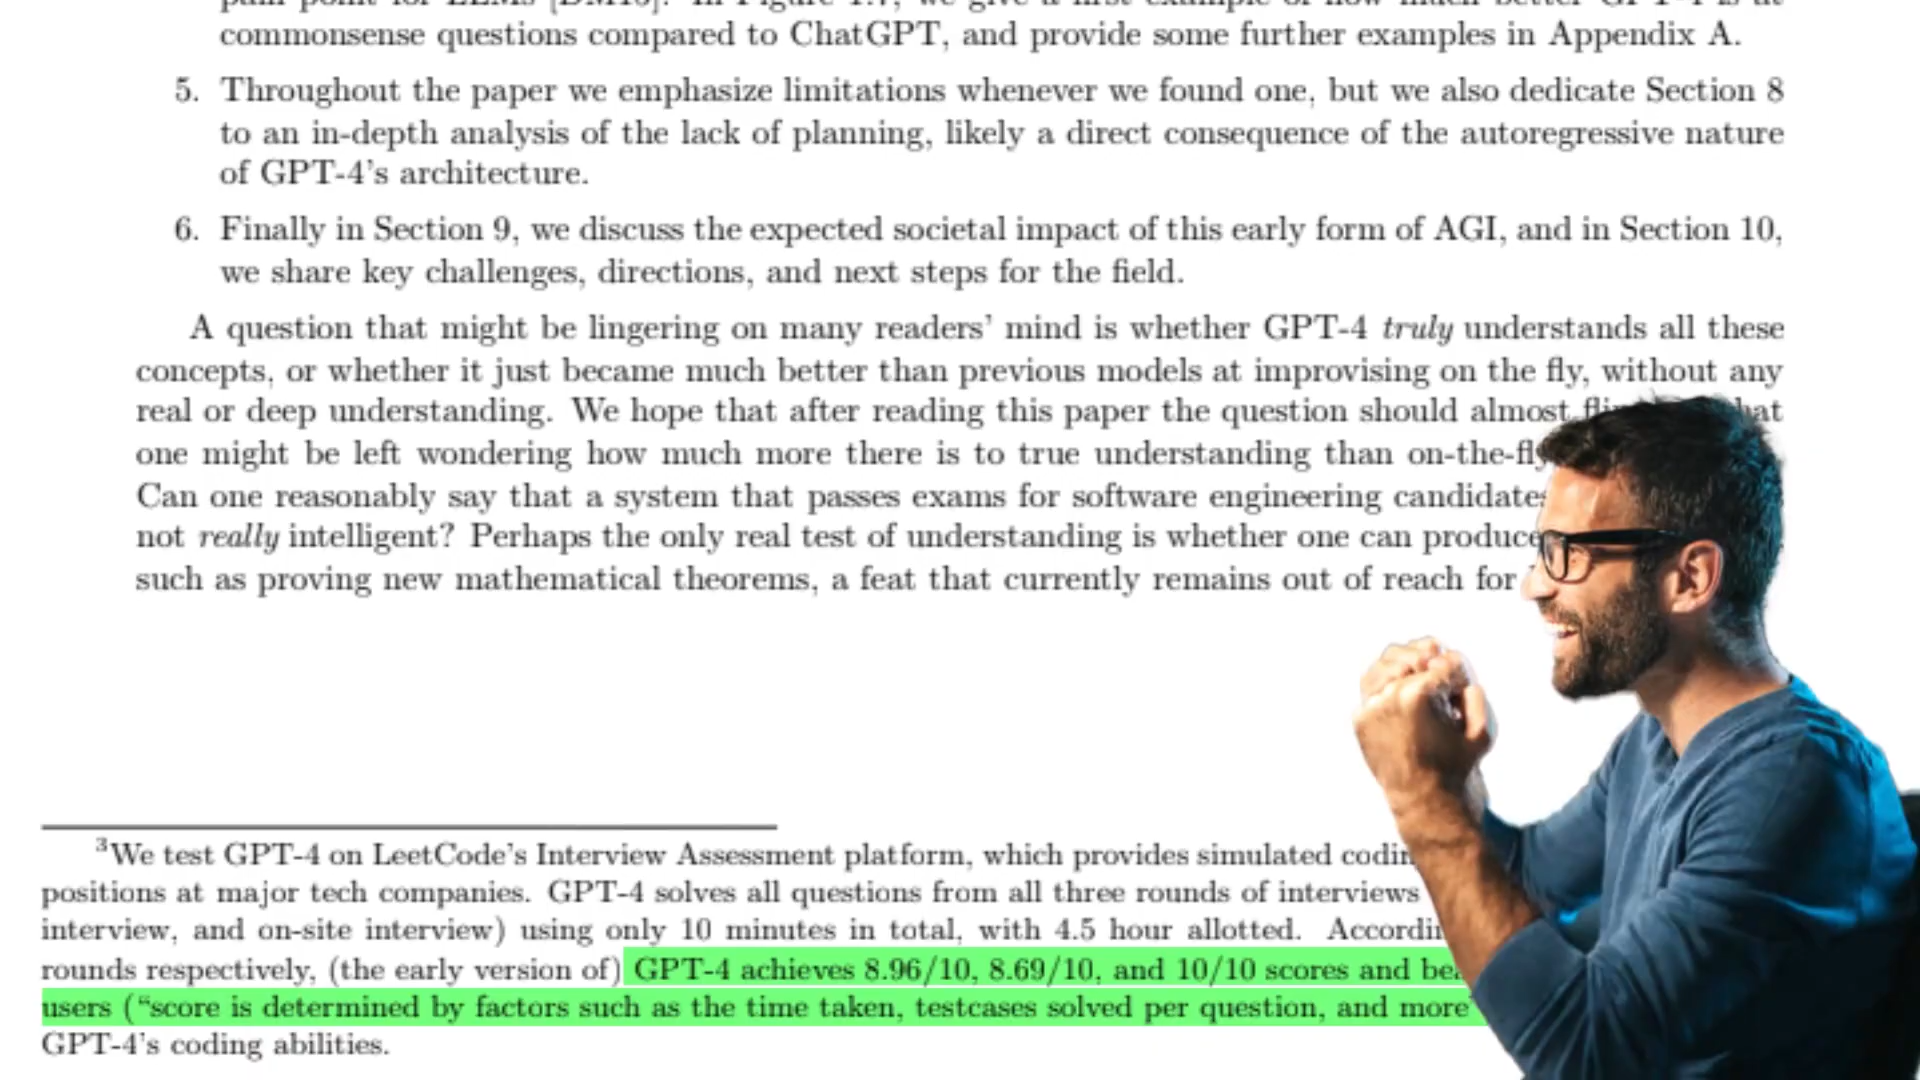 commonsense questions compared to ChatGPT, and provide some further examples in Appendix A.
5. Throughout the paper we emphasize limitations whenever we found one, but we also dedicate Section 8
to an in-depth analysis of the lack of planning, likely a direct consequence of the autoregressive nature
of GPT-4's architecture.
6. Finally in Section 9, we discuss the expected societal impact of this early form of AGI, and in Section 10,
we share key challenges, directions, and next steps for the field.
A question that might be lingering on many readers' mind is whether GPT-4 truly understands all these
concepts, or whether it just became much better than previous models at improvising on the fly, without any
real or deep understanding. We hope that after reading this paper the question should almost
one might be left wondering how much more there is to true understanding than
Can one reasonably say that a system that passes exams for software engineering candidates
not really intelligent? Perhaps the only real test of understanding is whether one can produce
such as proving new mathematical theorems, a feat that currently remains out of reach for
3We test GPT-4 on LeetCode's Interview Assessment platform, which provides simulated
positions at major tech companies. GPT-4 solves all questions from all three rounds of interviews
interview, and on-site interview) using only 10 minutes in total, with 4.5 hour allotted.
rounds respectively, (the early version of) GPT-4 achieves 8.96/10, 8.69/10, and 10/10 scores and
users ("score is determined by factors such as the time taken, testcases solved per question, and more"
GPT-4's coding abilities.